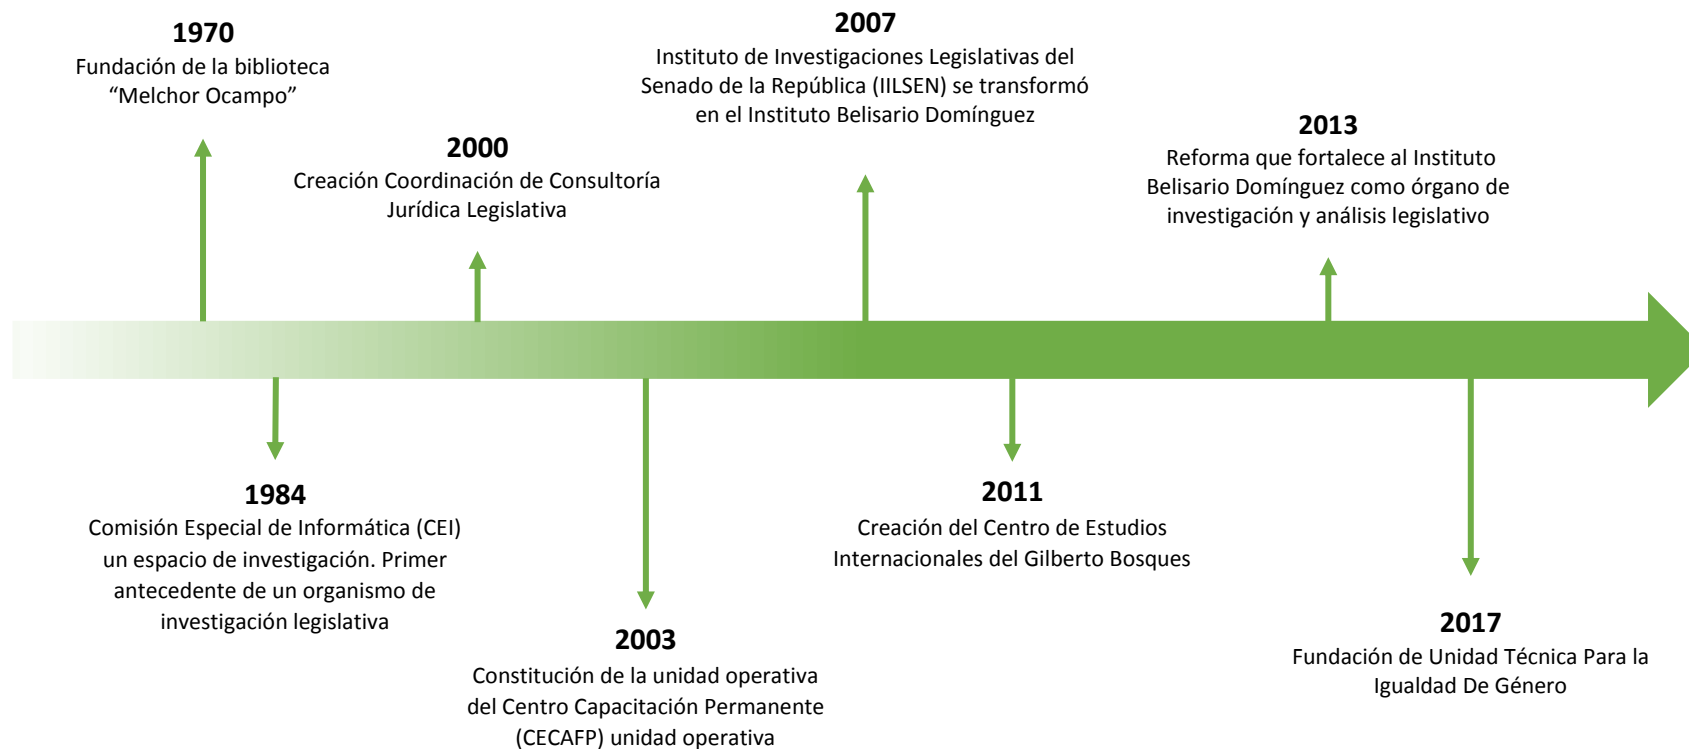 1970
Fundación de la biblioteca
“Melchor Ocampo”
1984
Comisión Especial de Informática (CEI)
un espacio de investigación. Primer
antecedente de un organismo de
investigación legislativa
2000
Creación Coordinación de Consultoría
Jurídica Legislativa
2003
Constitución de la unidad operativa
del Centro Capacitación Permanente
(CECAFP) unidad operativa
2007
Instituto de Investigaciones Legislativas del
Senado de la República (IILSEN) se transformó
en el Instituto Belisario Domínguez
2011
Creación del Centro de Estudios
Internacionales del Gilberto Bosques
2013
Reforma que fortalece al Instituto
Belisario Domínguez como órgano de
investigación y análisis legislativo
2017
Fundación de Unidad Técnica Para la
Igualdad De Género